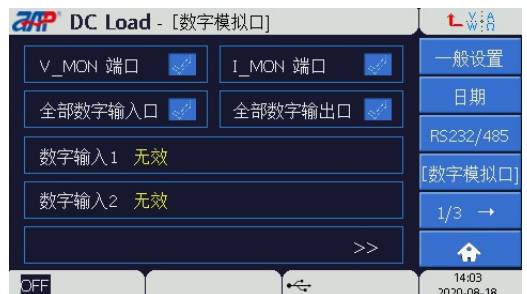 ZAP DC Load - [数字模拟口]
V_MON 端口 I_MON 端口
全部数字输入口 全部数字输出口
数字输入1 无效
数字输入2 无效
>>
V A W Ω
一般设置
日期
RS232/485
[数字模拟口]
1/3 →
OFF
14:03
2020-08-18